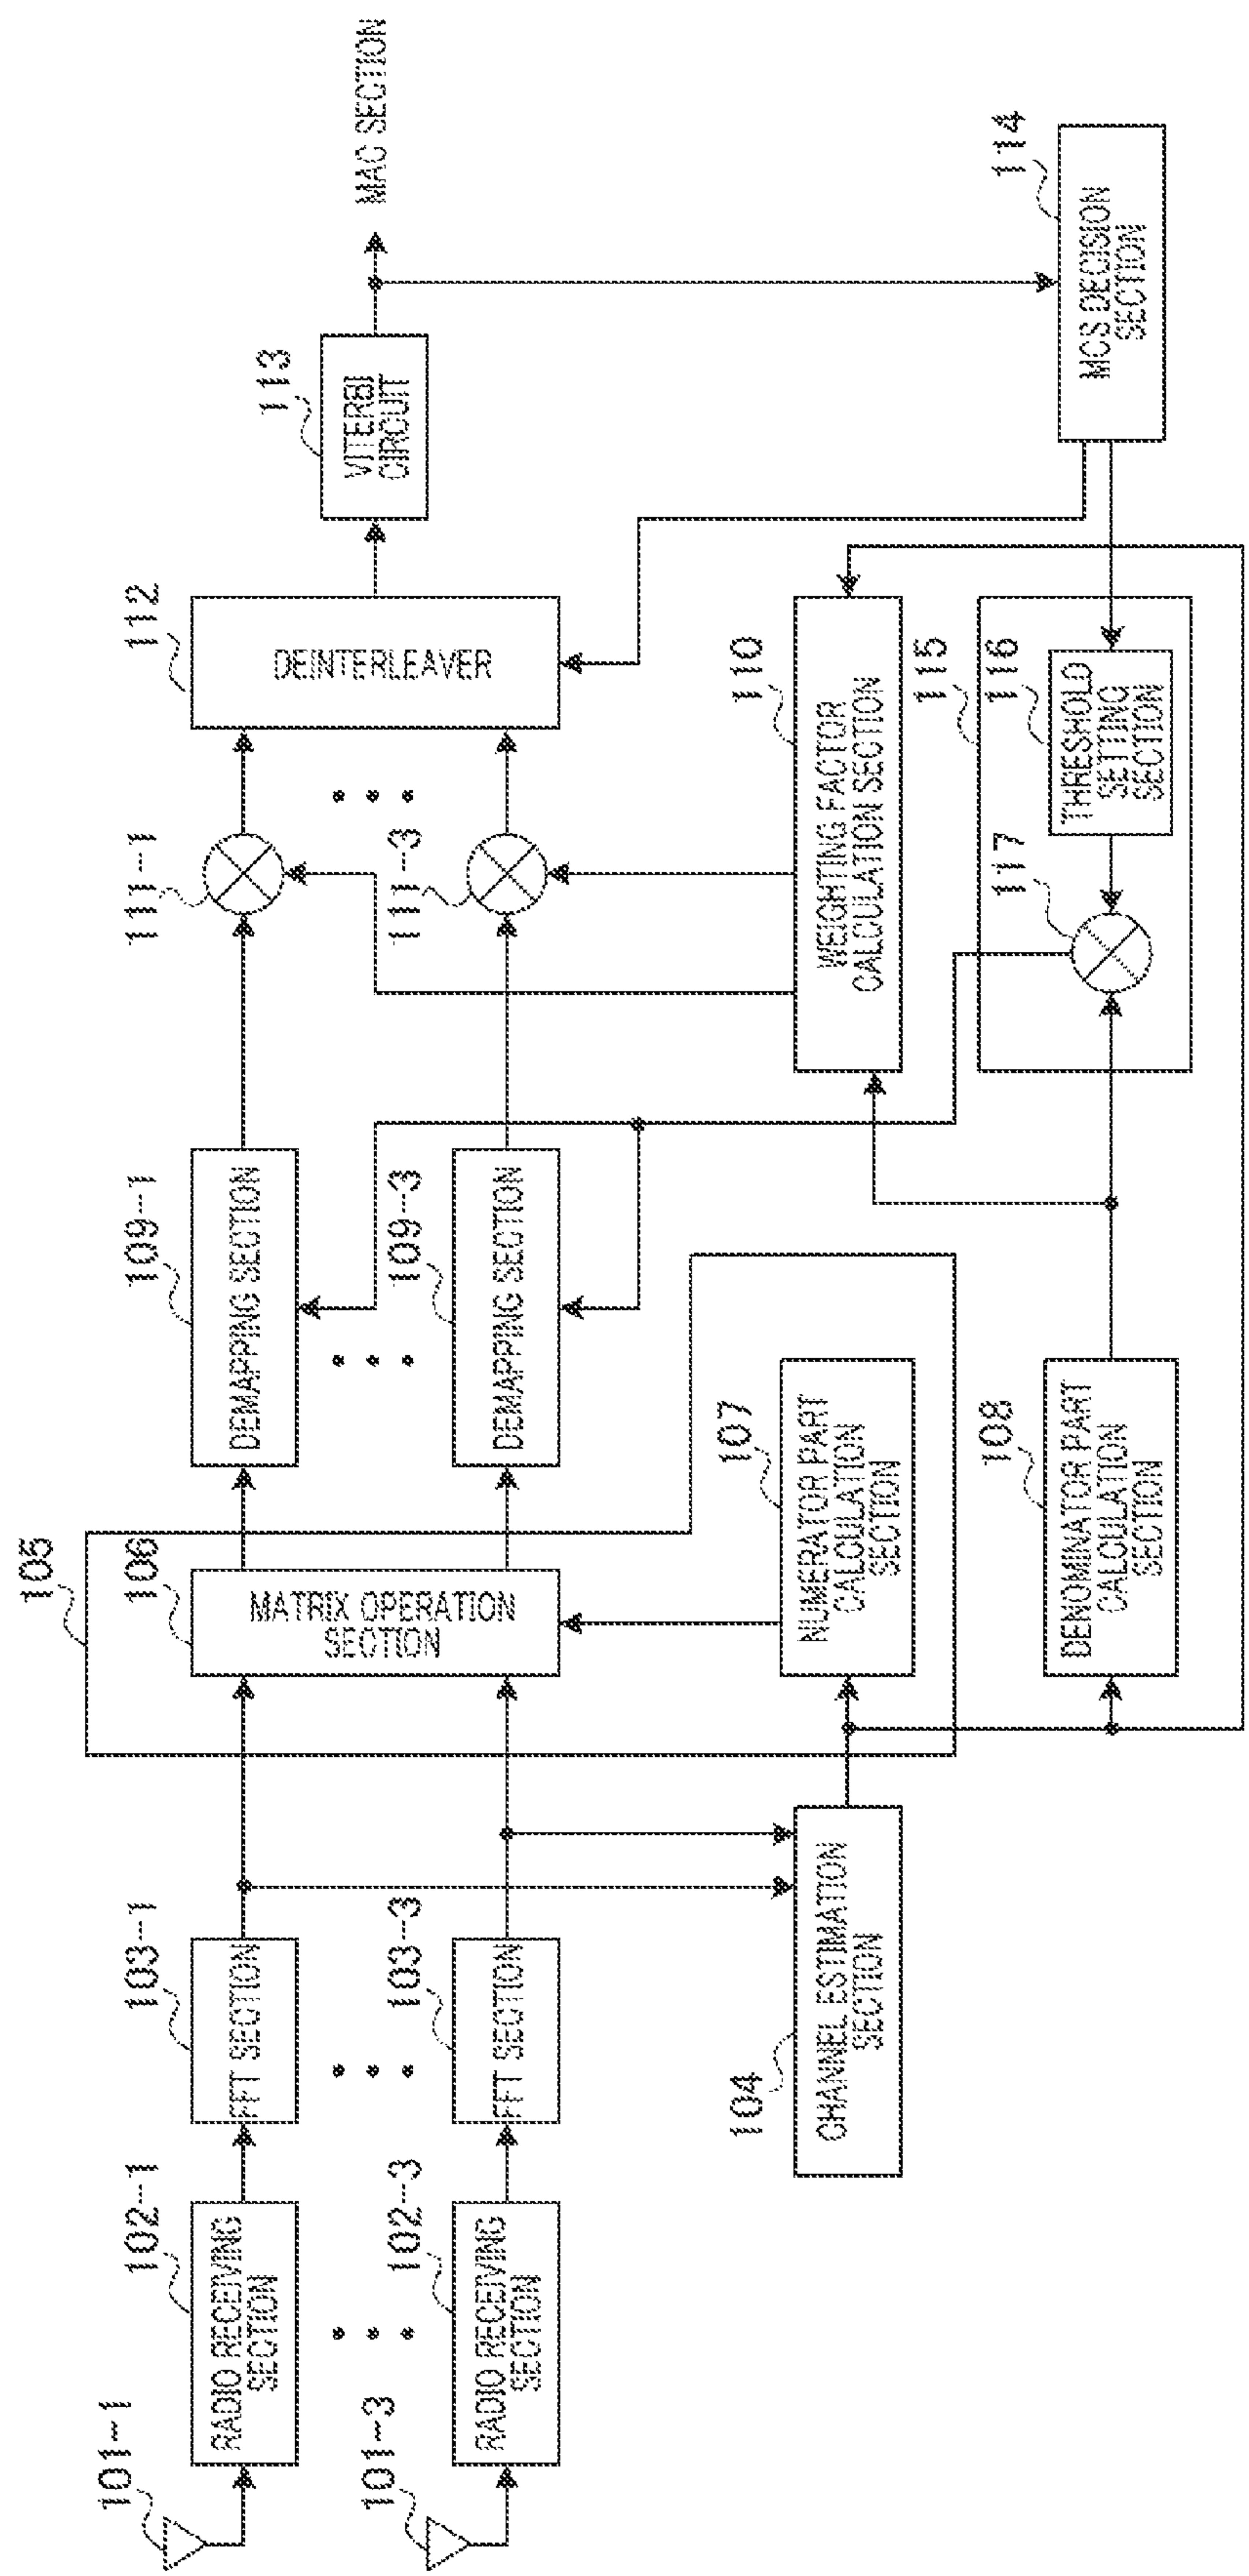 101-1
RADIO RECEIVING
SECTION
102-1
FFT SECTION
103-1
105
106
MATRIX OPERATION
SECTION
DEMAPPING SECTION
109-1
111-1
112
DEINTERLEAVER
113
VITERBI
CIRCUIT
MAC SECTION
101-3
RADIO RECEIVING
SECTION
102-3
FFT SECTION
103-3
DEMAPPING SECTION
109-3
111-3
104
CHANNEL ESTIMATION
SECTION
107
NUMERATOR PART
CALCULATION
SECTION
110
WEIGHTING FACTOR
CALCULATION SECTION
108
DENOMINATOR PART
CALCULATION
SECTION
115
117
116
THRESHOLD
SETTING
SECTION
114
MCS DECISION
SECTION